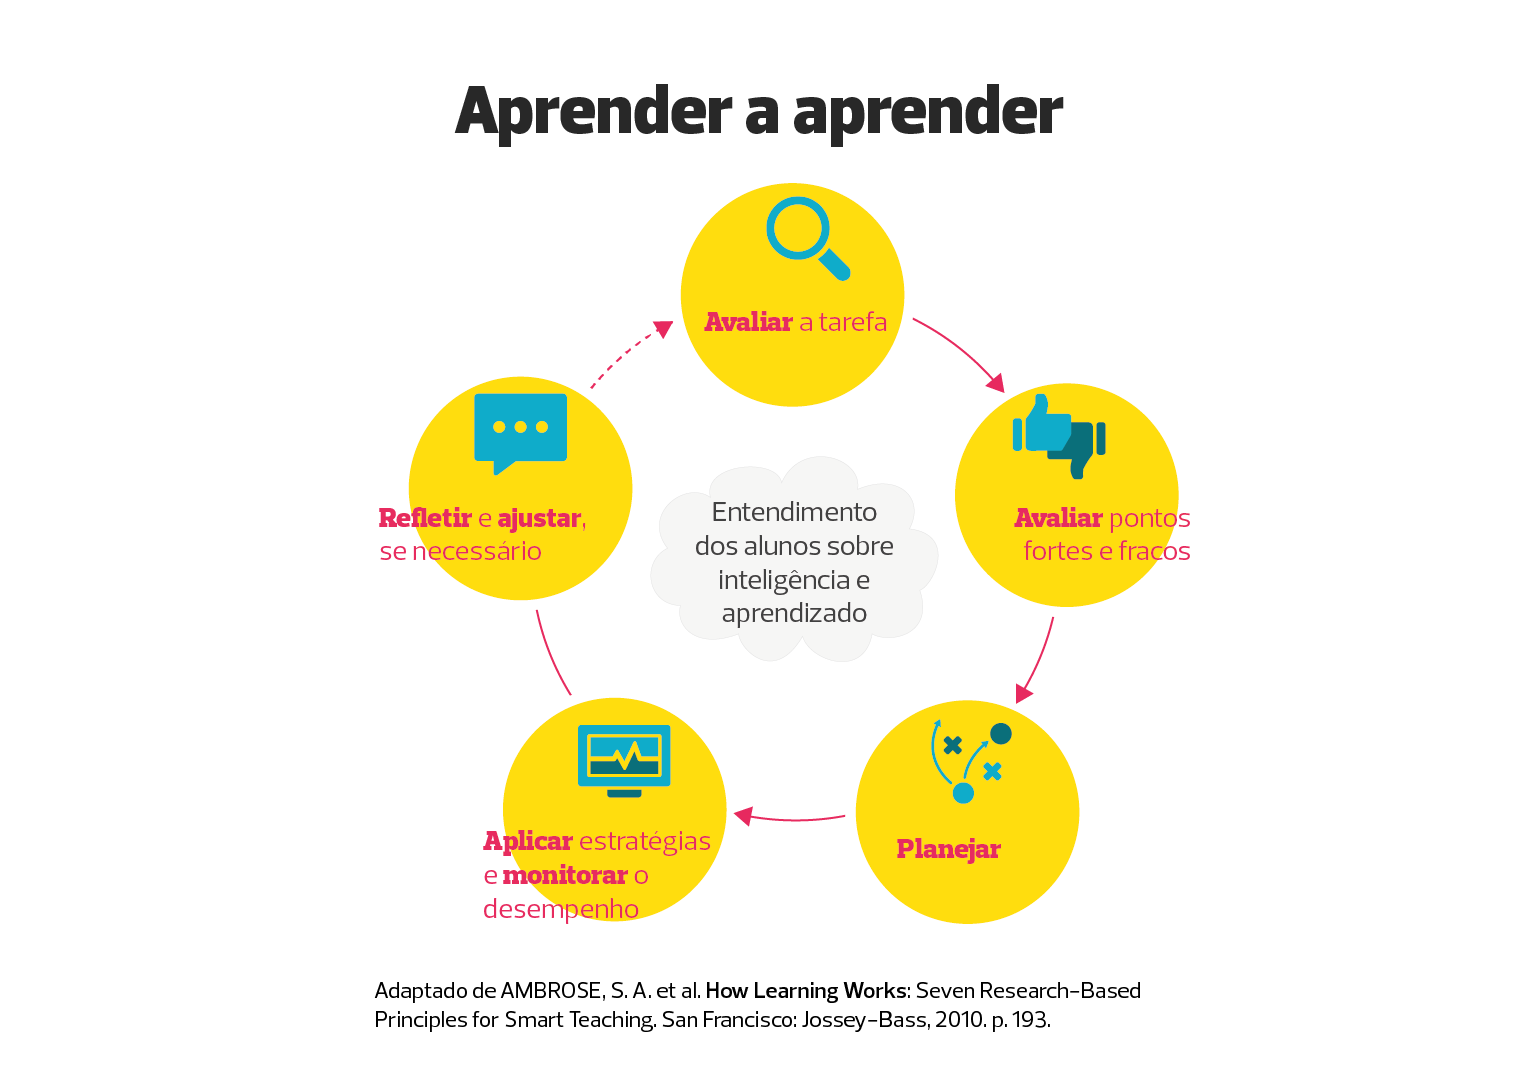 Aprender a aprender
Avaliar a tarefa
Avaliar pontos
fortes e fracos
Planejar
Aplicar estratégias
e monitorar o
desempenho
Refletir e ajustar,
se necessário
Entendimento
dos alunos sobre
inteligência e
aprendizado
Adaptado de AMBROSE, S. A. et al. How Learning Works: Seven Research-Based
Principles for Smart Teaching. San Francisco: Jossey-Bass, 2010. p. 193.